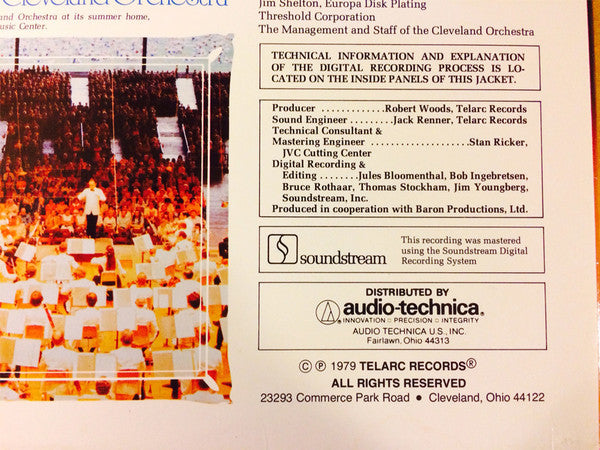 Cleveland Orchestra
and Orchestra at its summer home,
usic Center.
Jim Shelton, Europa Disk Plating
Threshold Corporation
The Management and Staff of the Cleveland Orchestra
TECHNICAL INFORMATION AND EXPLANATION
OF THE DIGITAL RECORDING PROCESS IS LO-
CATED ON THE INSIDE PANELS OF THIS JACKET.
Producer ............Robert Woods, Telarc Records
Sound Engineer ........Jack Renner, Telarc Records
Technical Consultant &
Mastering Engineer ..................Stan Ricker,
JVC Cutting Center
Digital Recording &
Editing ........Jules Bloomenthal, Bob Ingebretsen,
Bruce Rothaar, Thomas Stockham, Jim Youngberg,
Soundstream, Inc.
Produced in cooperation with Baron Productions, Ltd.
soundstream
This recording was mastered
using the Soundstream Digital
Recording System
DISTRIBUTED BY
audio-technica®
INNOVATION □ PRECISION □ INTEGRITY
AUDIO TECHNICA U.S., INC.
Fairlawn, Ohio 44313
© ℗ 1979 TELARC RECORDS®
ALL RIGHTS RESERVED
23293 Commerce Park Road • Cleveland, Ohio 44122